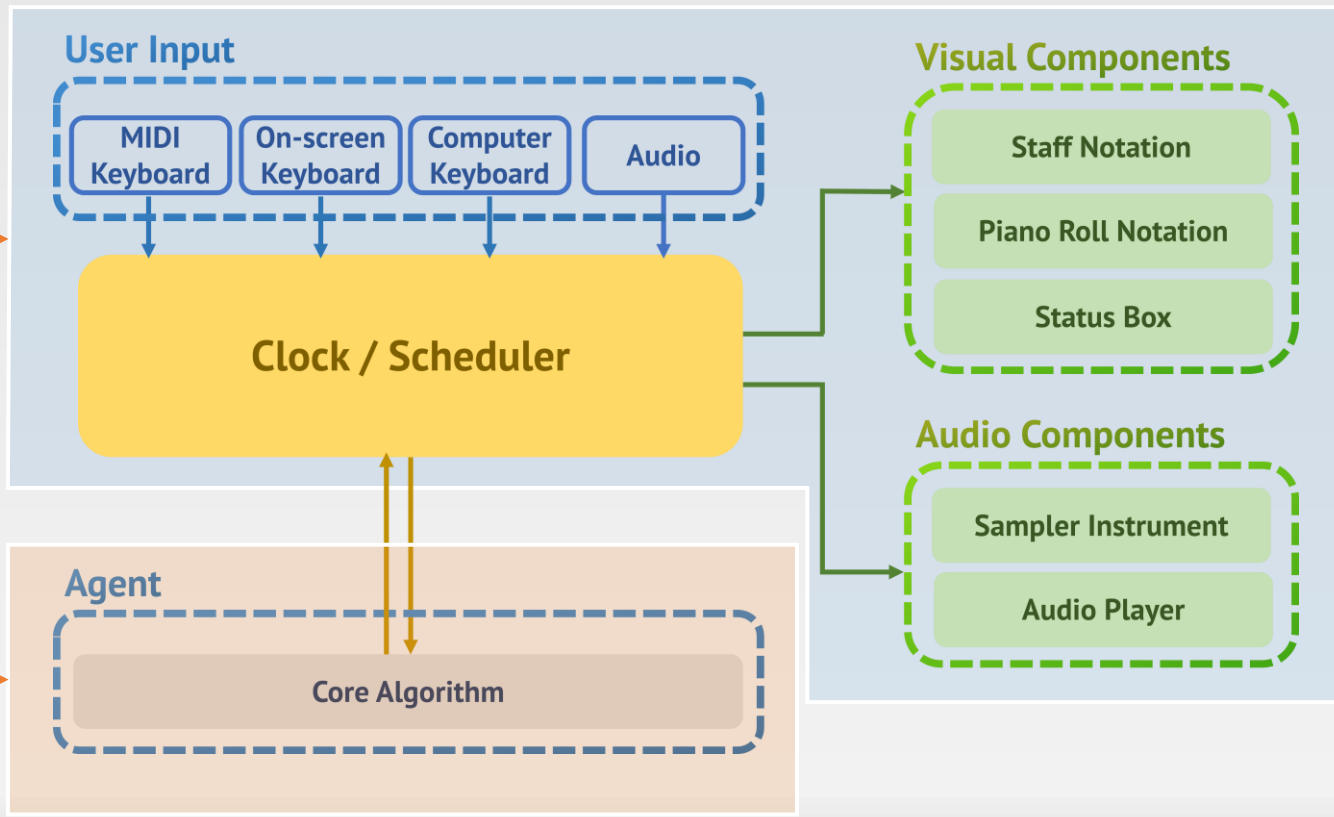 User Input
MIDI
Keyboard
On-screen
Keyboard
Computer
Keyboard
Audio
Clock / Scheduler
Agent
Core Algorithm
Visual Components
Staff Notation
Piano Roll Notation
Status Box
Audio Components
Sampler Instrument
Audio Player